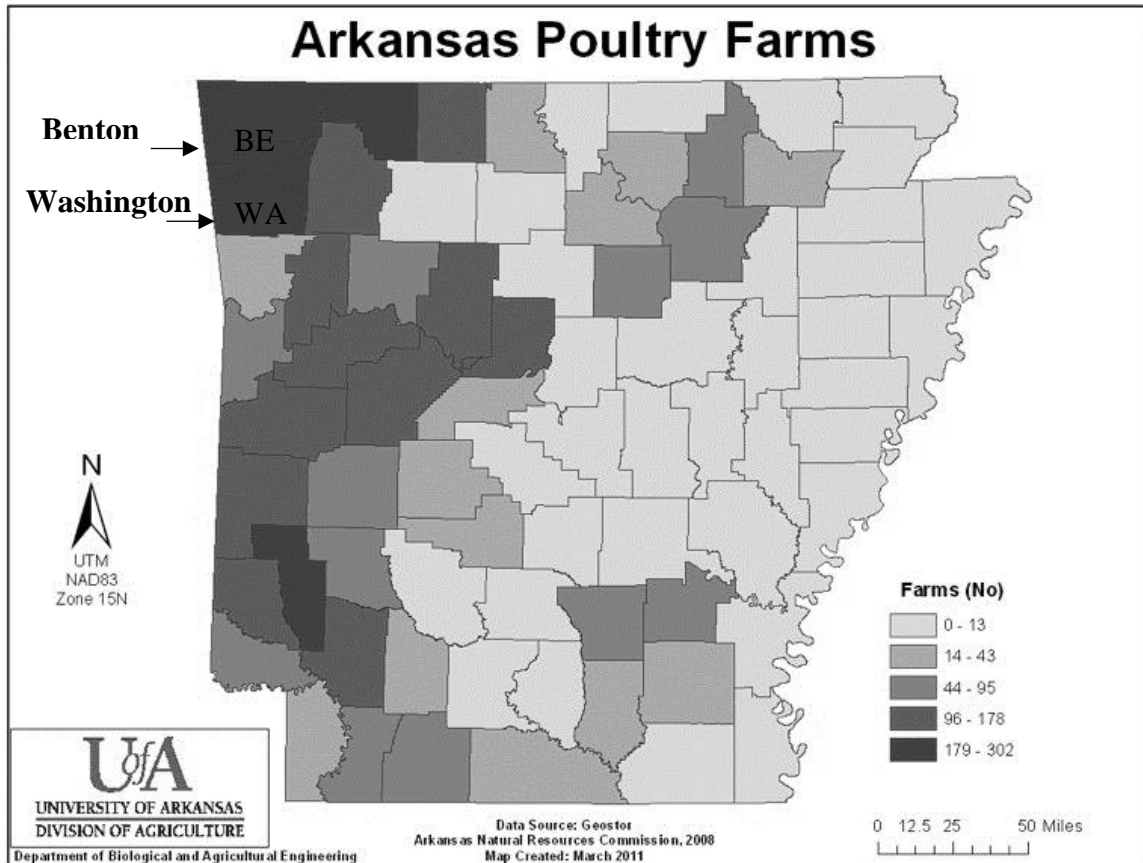 Arkansas Poultry Farms
Benton
BE
Washington
WA
N
UTM
NAD83
Zone 15N
Farms (No)
0 - 13
14 - 43
44 - 95
96 - 178
179 - 302
UofA
UNIVERSITY OF ARKANSAS
DIVISION OF AGRICULTURE
Department of Biological and Agricultural Engineering
Data Source: Geostor
Arkansas Natural Resources Commission, 2008
Map Created: March 2011
0 12.5 25 50 Miles